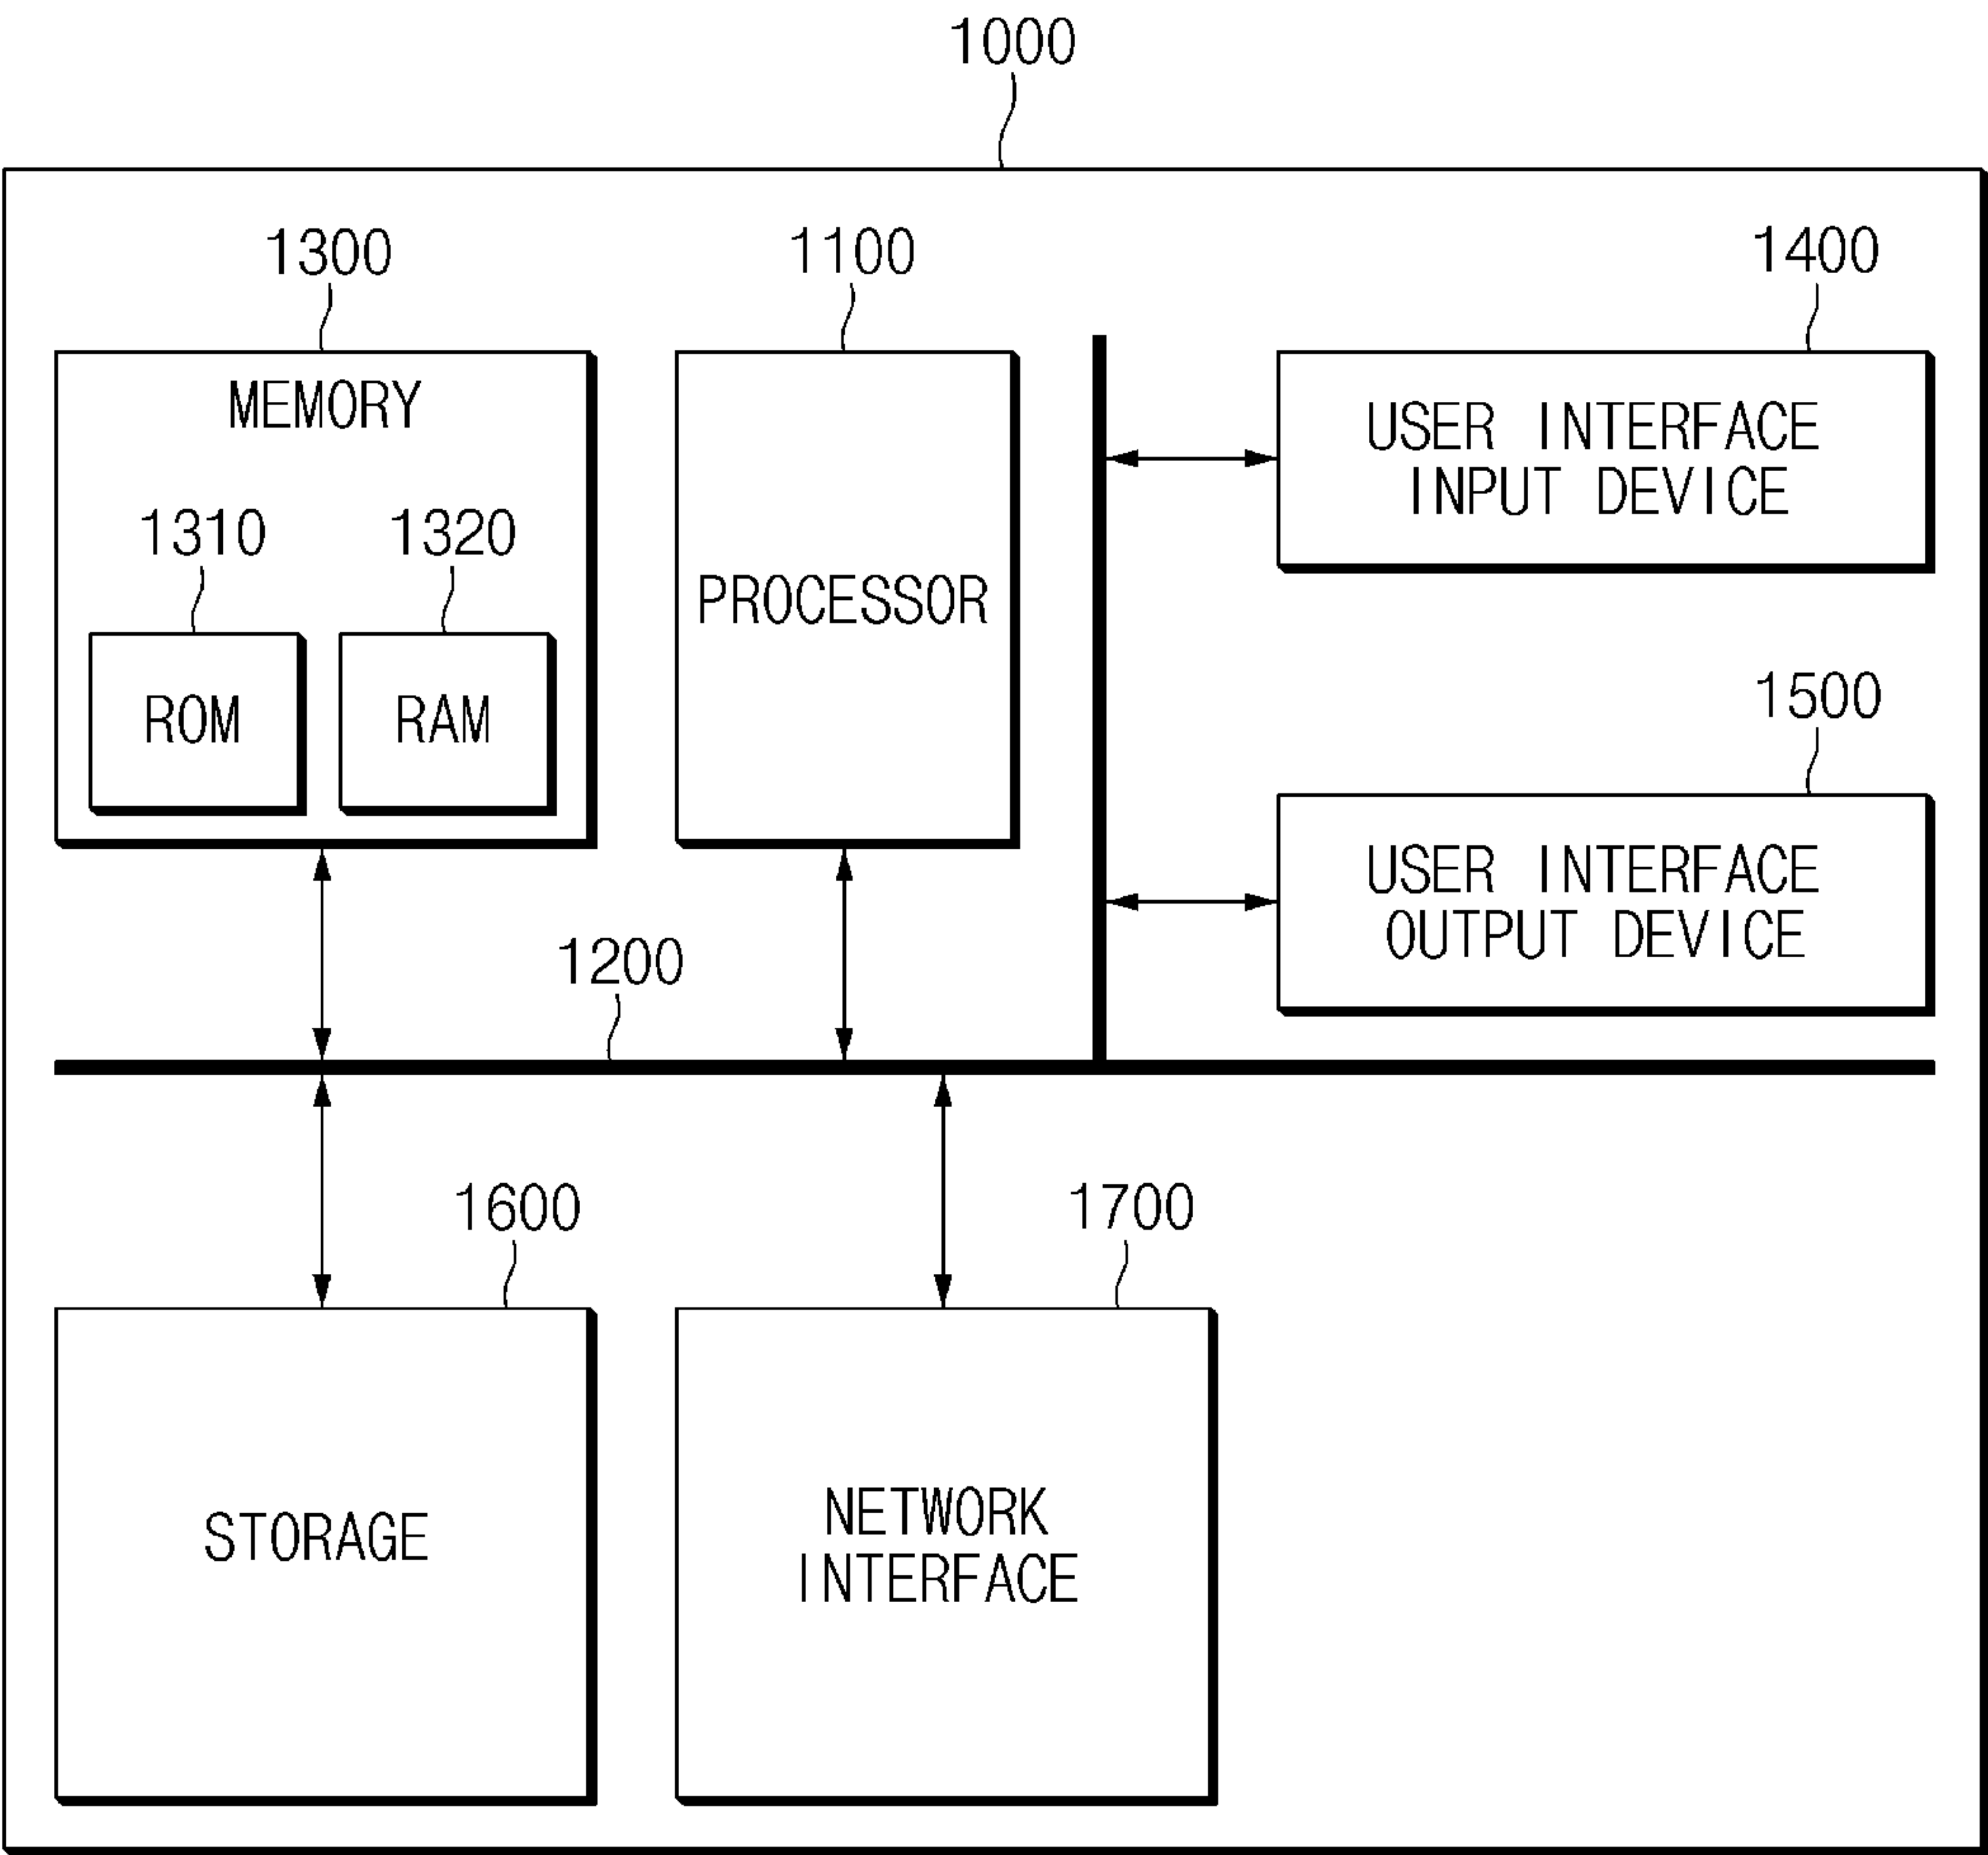 1000
1300
1100
1400
MEMORY
USER INTERFACE
INPUT DEVICE
1310
1320
PROCESSOR
ROM
RAM
1500
USER INTERFACE
OUTPUT DEVICE
1200
1600
1700
STORAGE
NETWORK
INTERFACE